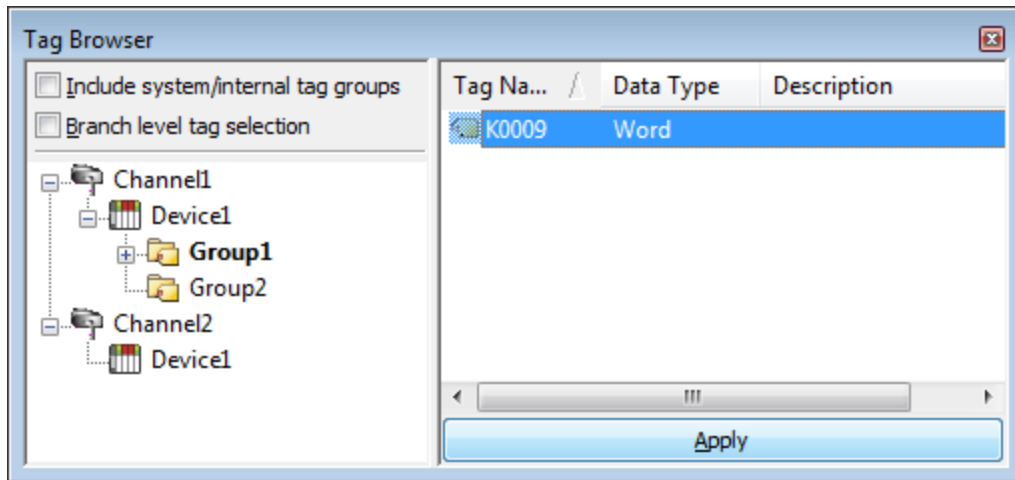 Tag Browser
Include system/internal tag groups
Branch level tag selection
Channel1
Device1
Group1
Group2
Channel2
Device1
Tag Na... Data Type Description
K0009 Word
Apply